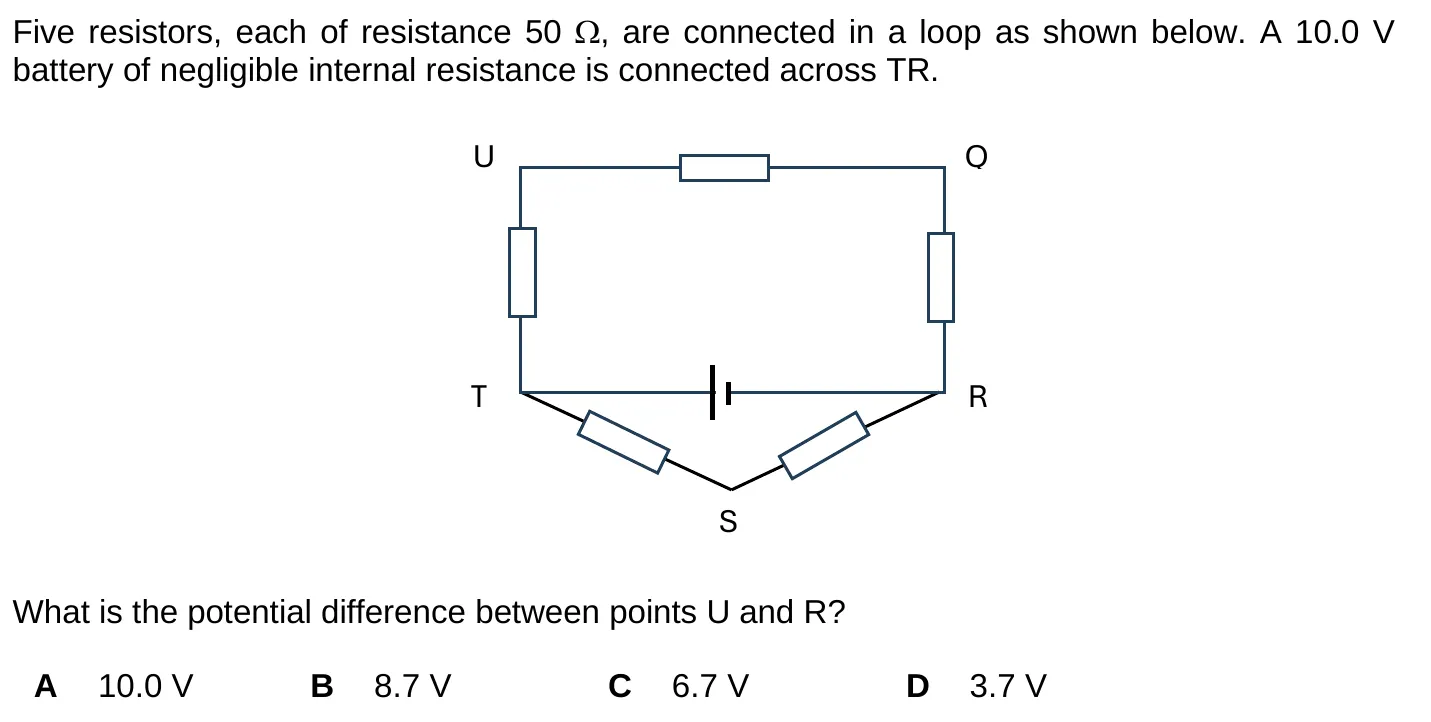 Five resistors, each of resistance 50 Ω, are connected in a loop as shown below. A 10.0 V
battery of negligible internal resistance is connected across TR.
U Q
T R
S
What is the potential difference between points U and R?
A 10.0 V B 8.7 V C 6.7 V D 3.7 V